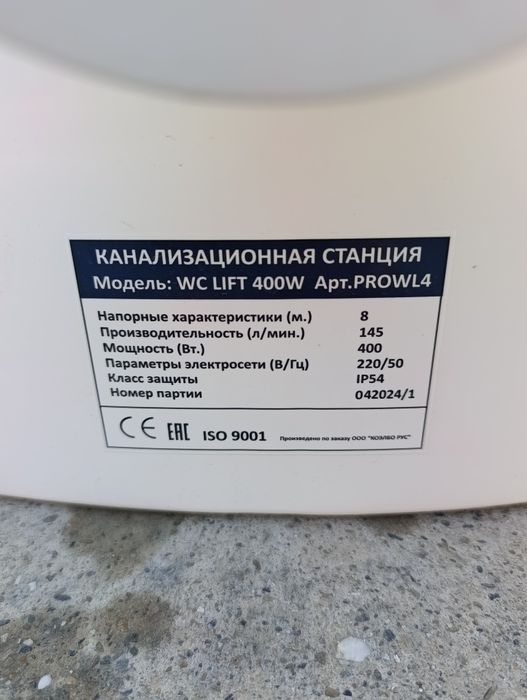 КАНАЛИЗАЦИОННАЯ СТАНЦИЯ
Модель: WC LIFT 400W Арт.PROWL4
Напорные характеристики (м.) 8
Производительность (л/мин.) 145
Мощность (Вт.) 400
Параметры электросети (В/Гц) 220/50
Класс защиты IP54
Номер партии 042024/1
CE EAC ISO 9001 Произведено по заказу ООО "КОЭЛБО РУС"